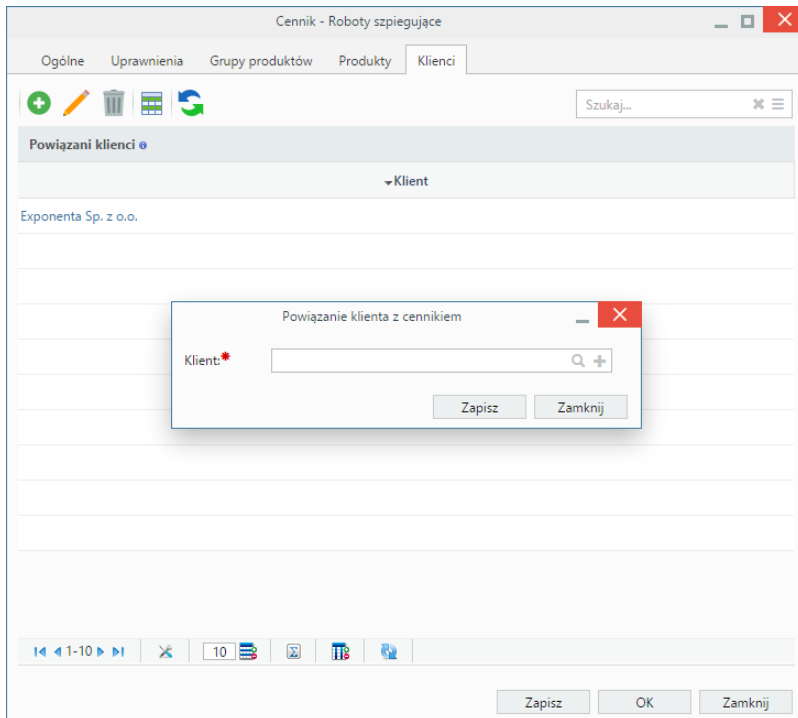 Cennik - Roboty szpiegujące
Ogólne Uprawnienia Grupy produktów Produkty Klienci
Szukaj...
Powiązani klienci
Klient
Exponenta Sp. z o.o.
Powiązanie klienta z cennikiem
Klient:
Zapisz Zamknij
1-10 10
Zapisz OK Zamknij